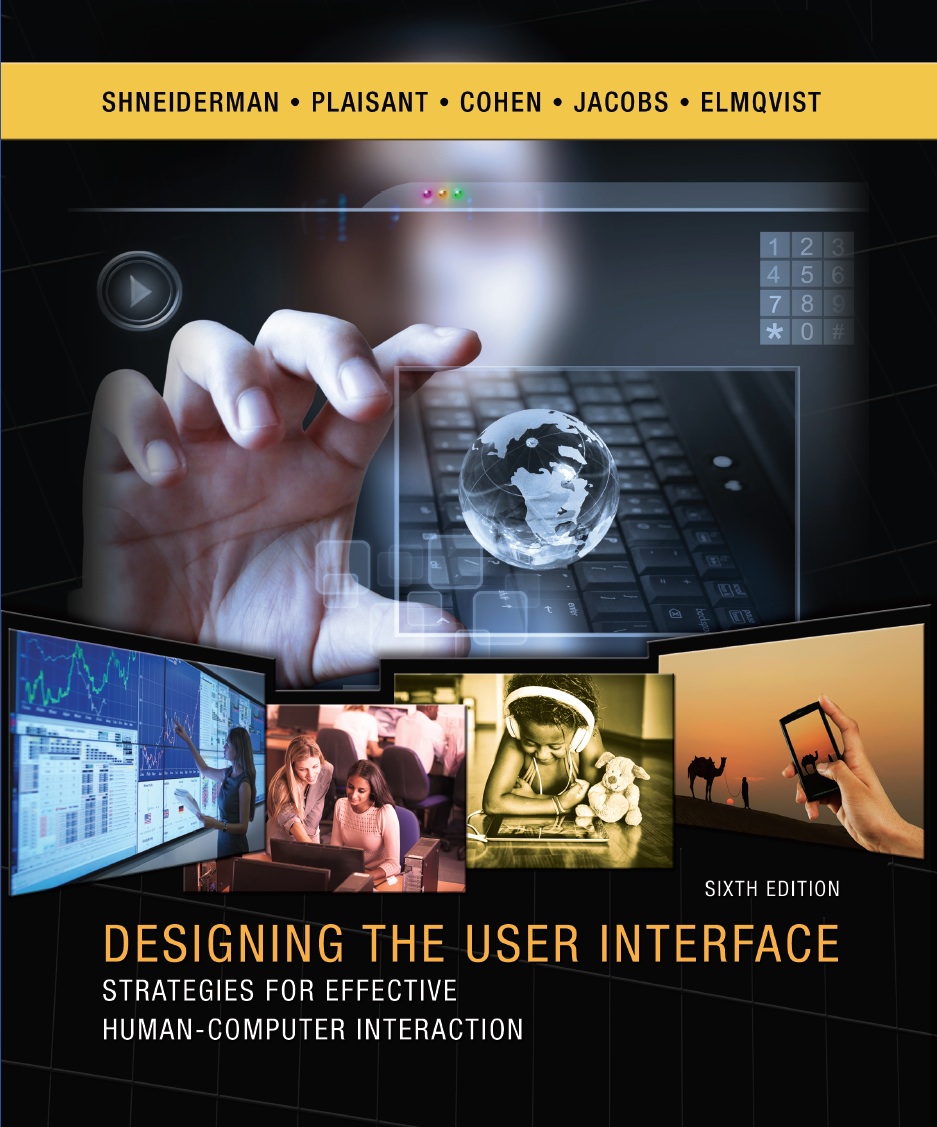 SHNEIDERMAN • PLAISANT • COHEN • JACOBS • ELMQVIST
1 2 3
4 5 6
7 8 9
* 0 #
enter
SIXTH EDITION
DESIGNING THE USER INTERFACE
STRATEGIES FOR EFFECTIVE
HUMAN-COMPUTER INTERACTION